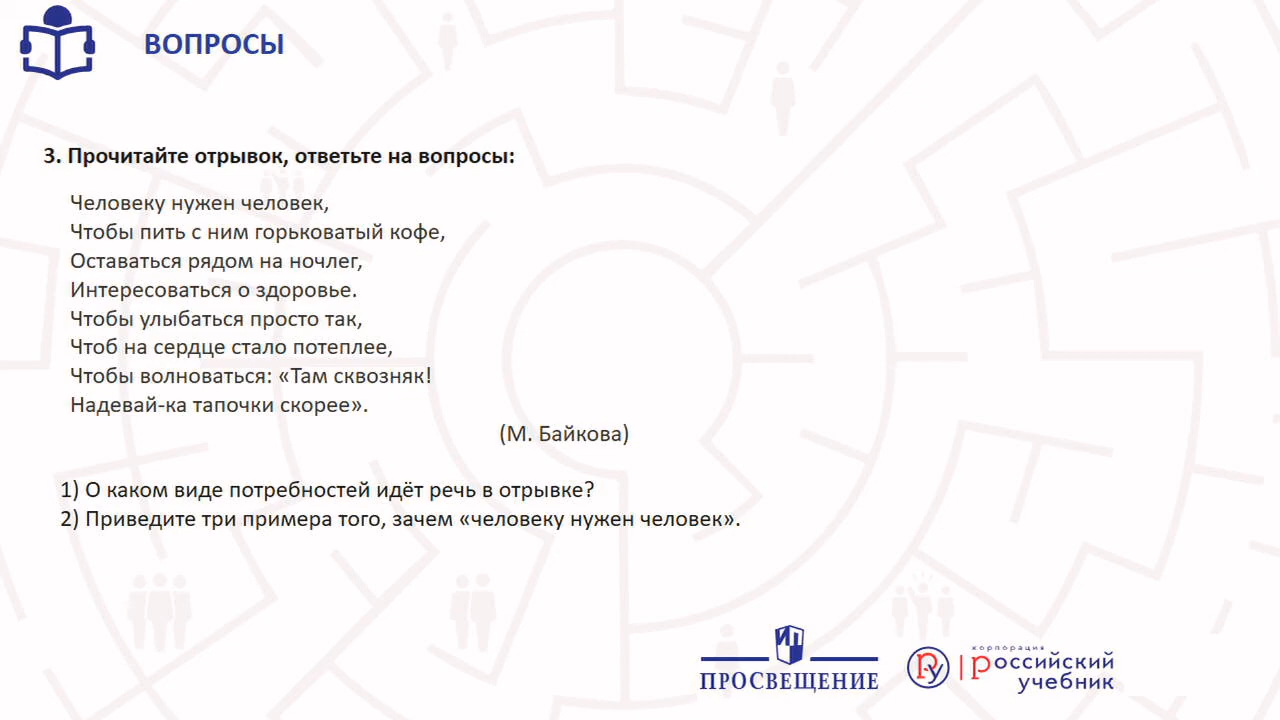 ВОПРОСЫ
3. Прочитайте отрывок, ответьте на вопросы:
Человеку нужен человек,
Чтобы пить с ним горьковатый кофе,
Оставаться рядом на ночлег,
Интересоваться о здоровье.
Чтобы улыбаться просто так,
Чтоб на сердце стало потеплее,
Чтобы волноваться: «Там сквозняк!
Надевай-ка тапочки скорее».
(М. Байкова)
1) О каком виде потребностей идёт речь в отрывке?
2) Приведите три примера того, зачем «человеку нужен человек».
ИП
ПРОСВЕЩЕНИЕ
РУ
корпорация
российский
учебник